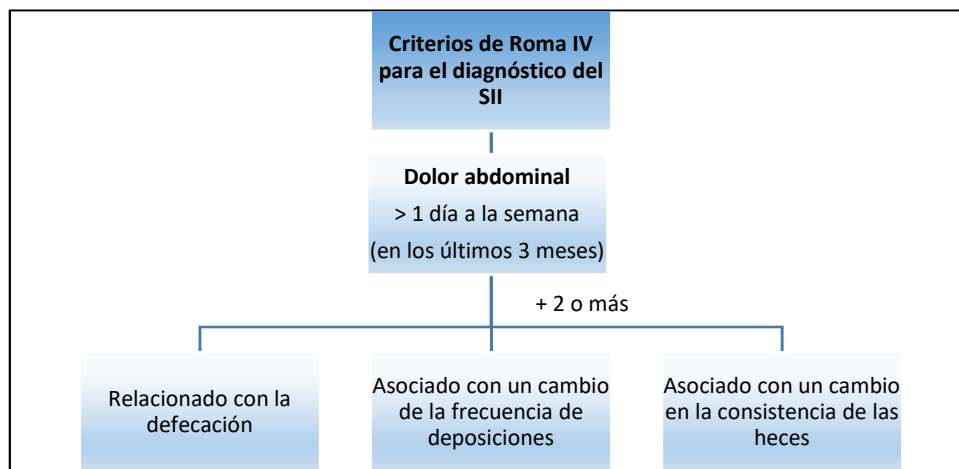 Criterios de Roma IV
para el diagnóstico del
SII
Dolor abdominal
> 1 día a la semana
(en los últimos 3 meses)
+ 2 o más
Relacionado con la
defecación
Asociado con un cambio
de la frecuencia de
deposiciones
Asociado con un cambio
en la consistencia de las
heces